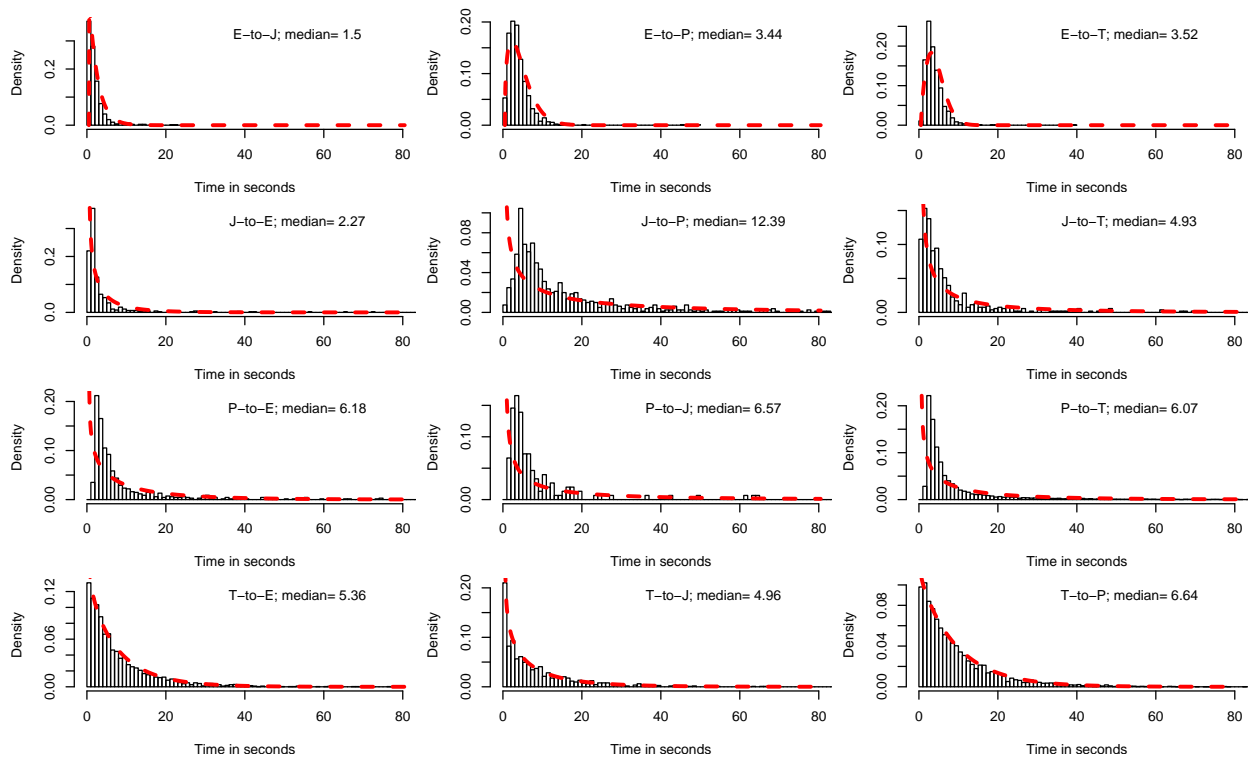 E−to−J; median= 1.5
Density
0.0 0.2
0 20 40 60 80
Time in seconds
E−to−P; median= 3.44
Density
0.00 0.10 0.20
0 20 40 60 80
Time in seconds
E−to−T; median= 3.52
Density
0.00 0.10 0.20
0 20 40 60 80
Time in seconds
J−to−E; median= 2.27
Density
0.0 0.2
0 20 40 60 80
Time in seconds
J−to−P; median= 12.39
Density
0.00 0.04 0.08
0 20 40 60 80
Time in seconds
J−to−T; median= 4.93
Density
0.00 0.10
0 20 40 60 80
Time in seconds
P−to−E; median= 6.18
Density
0.00 0.10 0.20
0 20 40 60 80
Time in seconds
P−to−J; median= 6.57
Density
0.00 0.10
0 20 40 60 80
Time in seconds
P−to−T; median= 6.07
Density
0.00 0.10 0.20
0 20 40 60 80
Time in seconds
T−to−E; median= 5.36
Density
0.00 0.06 0.12
0 20 40 60 80
Time in seconds
T−to−J; median= 4.96
Density
0.00 0.10 0.20
0 20 40 60 80
Time in seconds
T−to−P; median= 6.64
Density
0.00 0.04 0.08
0 20 40 60 80
Time in seconds